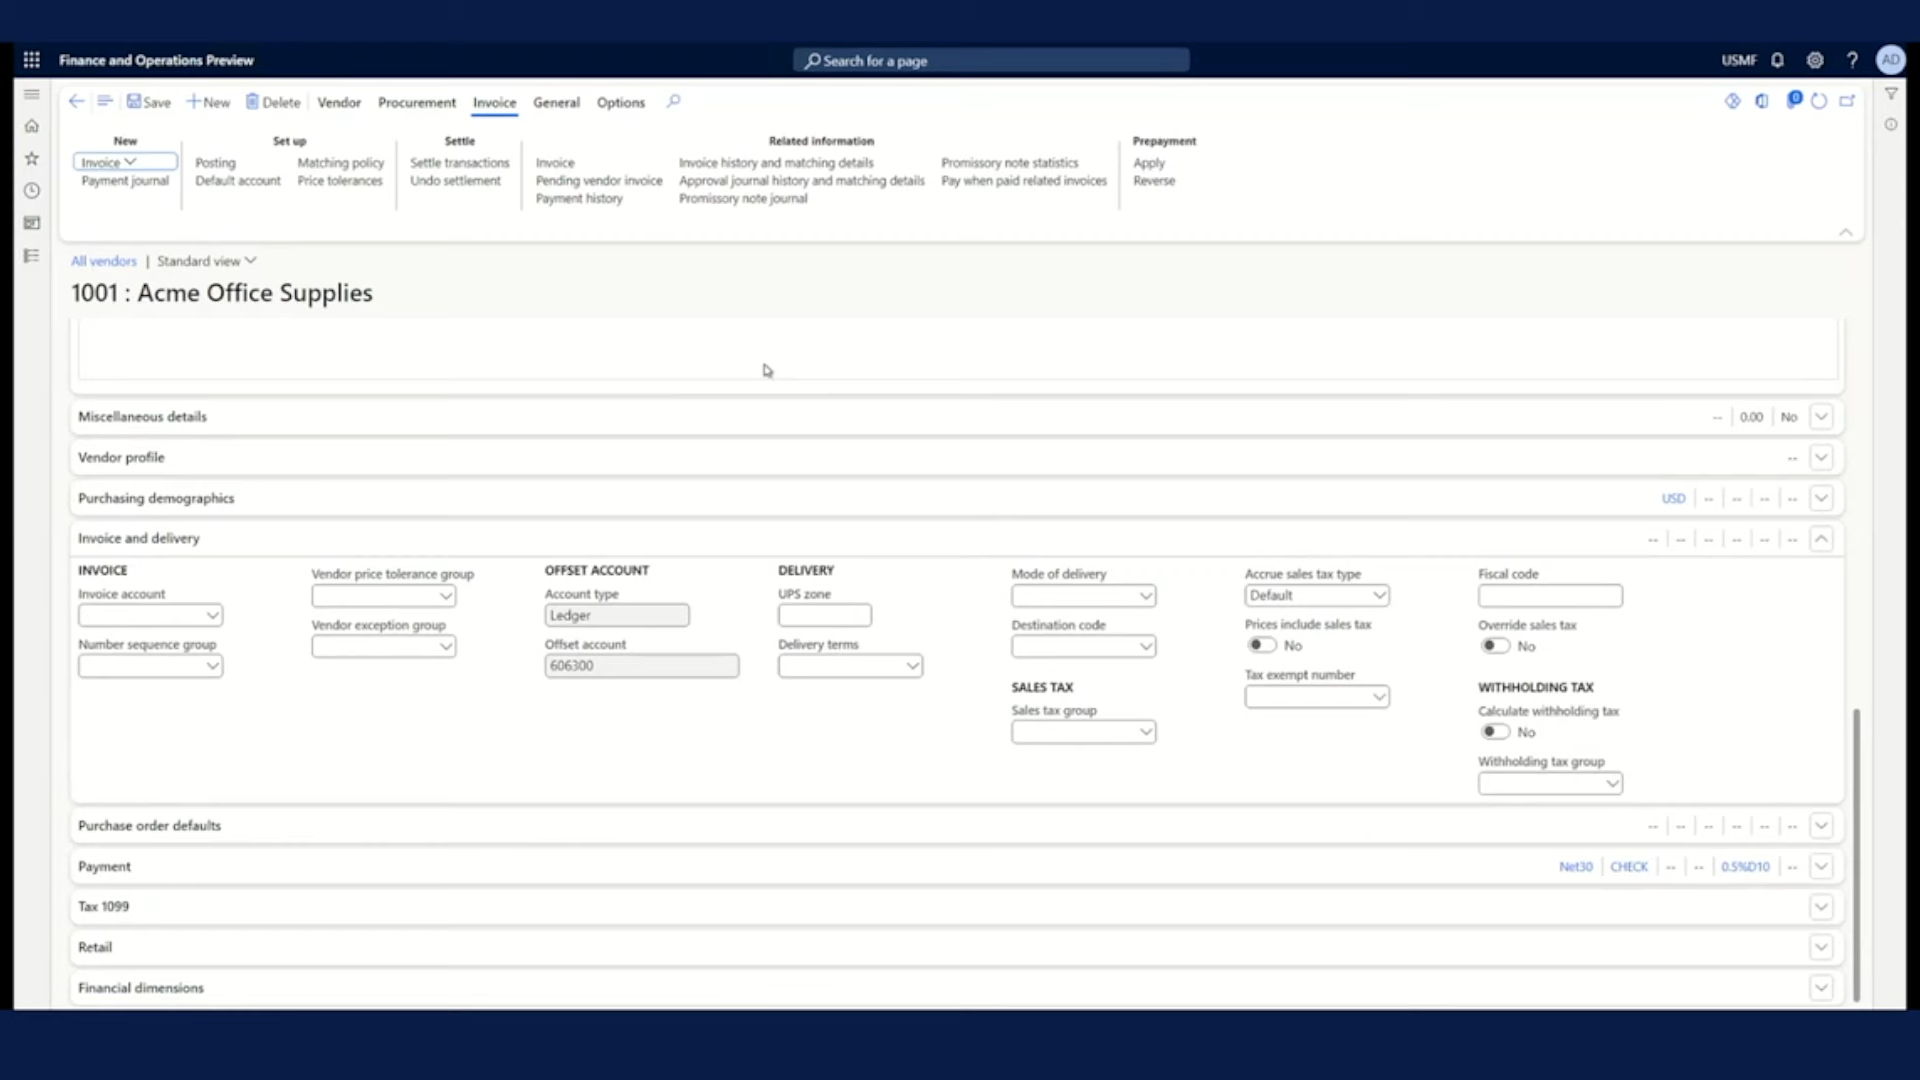 Finance and Operations Preview
Search for a page
USMF
?
AD
Save
New
Delete
Vendor
Procurement
Invoice
General
Options
0
New
Invoice
Payment journal
Set up
Posting
Matching policy
Default account
Price tolerances
Settle
Settle transactions
Undo settlement
Related information
Invoice
Invoice history and matching details
Promissory note statistics
Pending vendor invoice
Approval journal history and matching details
Pay when paid related invoices
Payment history
Promissory note journal
Prepayment
Apply
Reverse
All vendors | Standard view
1001 : Acme Office Supplies
Miscellaneous details -- 0.00 No
Vendor profile --
Purchasing demographics USD -- -- -- --
Invoice and delivery -- -- -- -- -- --
INVOICE
Invoice account
Number sequence group
Vendor price tolerance group
Vendor exception group
OFFSET ACCOUNT
Account type
Ledger
Offset account
606300
DELIVERY
UPS zone
Delivery terms
Mode of delivery
Destination code
SALES TAX
Sales tax group
Accrue sales tax type
Default
Prices include sales tax
No
Tax exempt number
Fiscal code
Override sales tax
No
WITHHOLDING TAX
Calculate withholding tax
No
Withholding tax group
Purchase order defaults -- -- -- -- -- --
Payment Net30 CHECK -- -- 0.5%D10 --
Tax 1099
Retail
Financial dimensions